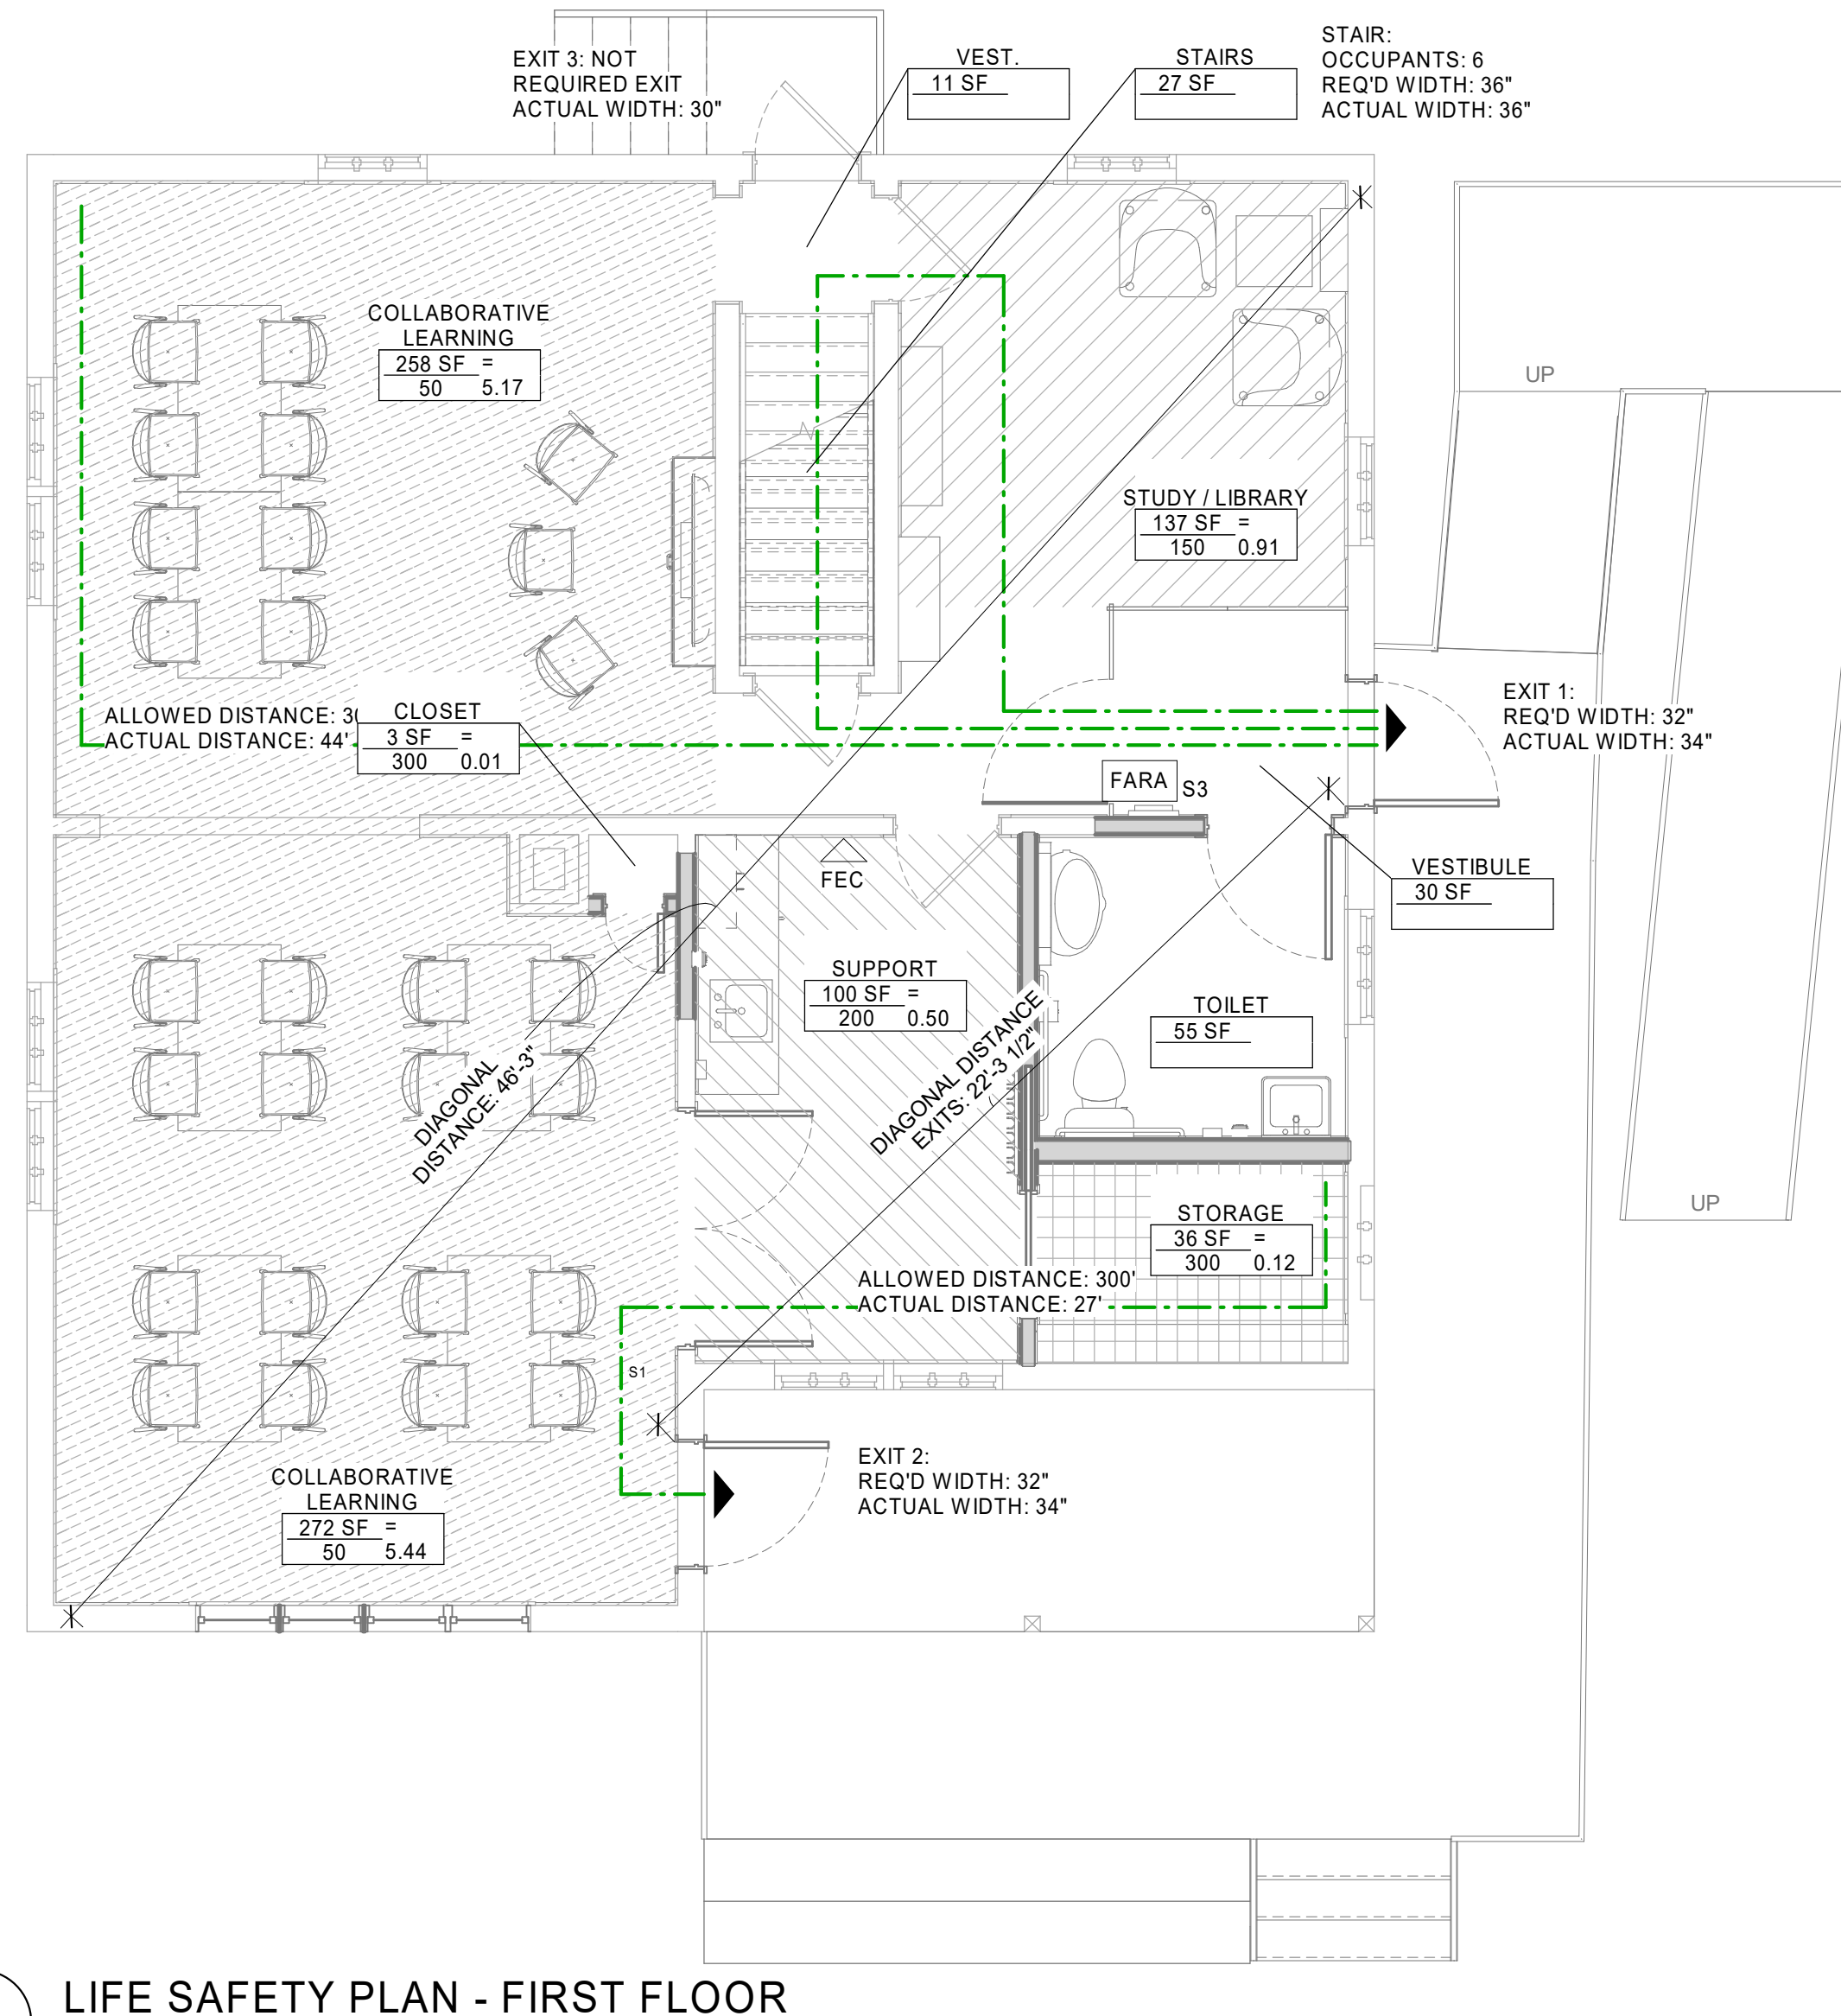 EXIT 3: NOT
REQUIRED EXIT
ACTUAL WIDTH: 30"
VEST.
11 SF
STAIRS
27 SF
STAIR:
OCCUPANTS: 6
REQ'D WIDTH: 36"
ACTUAL WIDTH: 36"
COLLABORATIVE
LEARNING
258 SF =
50 5.17
UP
STUDY / LIBRARY
137 SF =
150 0.91
ALLOWED DISTANCE:
ACTUAL DISTANCE: 44'
CLOSET
3 SF =
300 0.01
EXIT 1:
REQ'D WIDTH: 32"
ACTUAL WIDTH: 34"
FARA
S3
FEC
VESTIBULE
30 SF
SUPPORT
100 SF =
200 0.50
TOILET
55 SF
DIAGONAL
DISTANCE: 46'-3"
DIAGONAL DISTANCE
EXITS: 22'-3 1/2"
UP
STORAGE
36 SF =
300 0.12
ALLOWED DISTANCE: 300'
ACTUAL DISTANCE: 27'
S1
EXIT 2:
REQ'D WIDTH: 32"
ACTUAL WIDTH: 34"
COLLABORATIVE
LEARNING
272 SF =
50 5.44
LIFE SAFETY PLAN - FIRST FLOOR